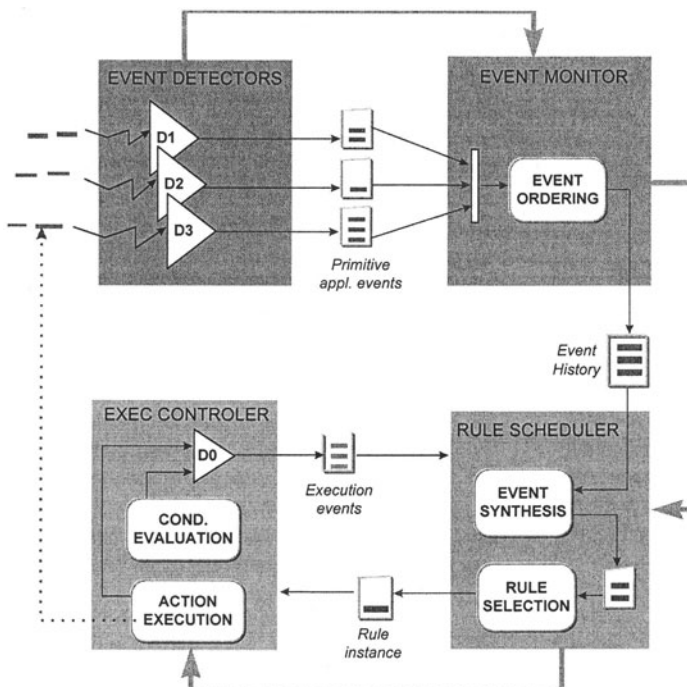 EVENT DETECTORS
EVENT MONITOR
D1
D2
D3
EVENT
ORDERING
Primitive
appl. events
Event
History
EXEC CONTROLER
RULE SCHEDULER
D0
EVENT
SYNTHESIS
Execution
events
COND.
EVALUATION
RULE
SELECTION
ACTION
EXECUTION
Rule
instance